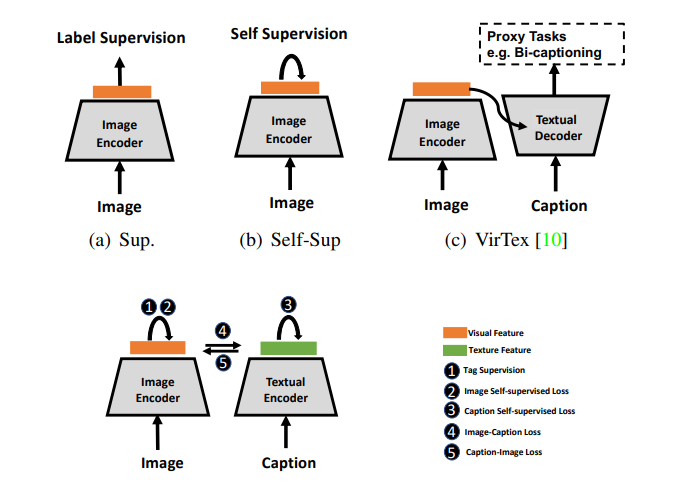 Label Supervision
Image
Encoder
Image
(a) Sup.
Self Supervision
Image
Encoder
Image
(b) Self-Sup
Proxy Tasks
e.g. Bi-captioning
Image
Encoder
Textual
Decoder
Image
Caption
(c) VirTex [10]
1 2
3
4
5
Image
Encoder
Textual
Encoder
Image
Caption
Visual Feature
Texture Feature
1 Tag Supervision
2 Image Self-supervised Loss
3 Caption Self-supervised Loss
4 Image-Caption Loss
5 Caption-Image Loss